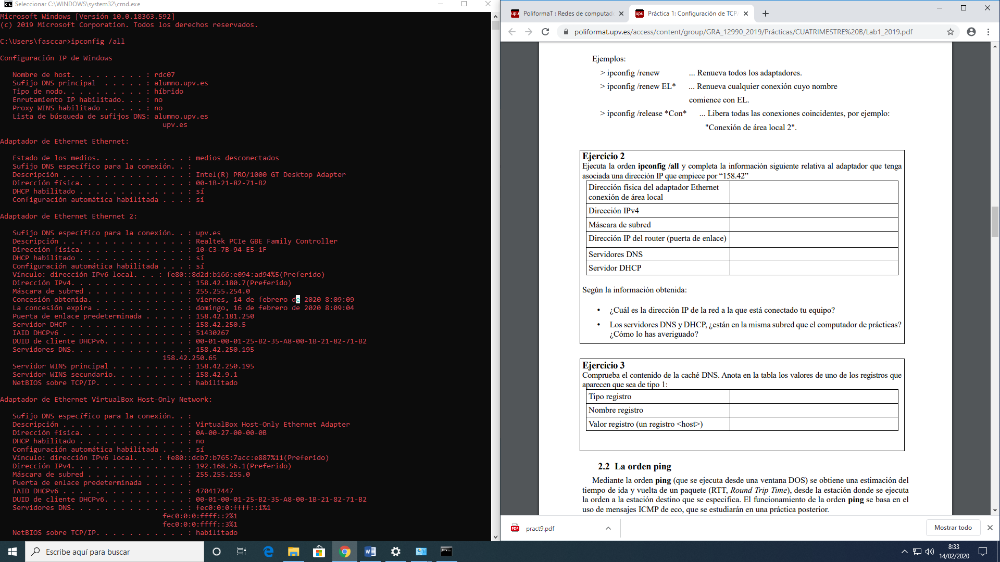 Seleccionar C:\WINDOWS\system32\cmd.exe
Microsoft Windows [Versión 10.0.18363.592]
(c) 2019 Microsoft Corporation. Todos los derechos reservados.
C:\Users\fasccar>ipconfig /all
Configuración IP de Windows
Nombre de host. . . . . . . . . : rdc07
Sufijo DNS principal  . . . . . : alumno.upv.es
Tipo de nodo. . . . . . . . . . : híbrido
Enrutamiento IP habilitado. . . : no
Proxy WINS habilitado . . . . . : no
Lista de búsqueda de sufijos DNS: alumno.upv.es
upv.es
Adaptador de Ethernet Ethernet:
Estado de los medios. . . . . . . . . . . : medios desconectados
Sufijo DNS específico para la conexión. . :
Descripción . . . . . . . . . . . . . . . : Intel(R) PRO/1000 GT Desktop Adapter
Dirección física. . . . . . . . . . . . . : 00-1B-21-82-71-B2
DHCP habilitado . . . . . . . . . . . . . : sí
Configuración automática habilitada . . . : sí
Adaptador de Ethernet Ethernet 2:
Sufijo DNS específico para la conexión. . : upv.es
Descripción . . . . . . . . . . . . . . . : Realtek PCIe GBE Family Controller
Dirección física. . . . . . . . . . . . . : 10-C3-7B-94-E5-1F
DHCP habilitado . . . . . . . . . . . . . : sí
Configuración automática habilitada . . . : sí
Vínculo: dirección IPv6 local. . . : fe80::8d2d:b166:e094:ad94%5(Preferido)
Dirección IPv4. . . . . . . . . . . . . . : 158.42.180.7(Preferido)
Máscara de subred . . . . . . . . . . . . : 255.255.254.0
Concesión obtenida. . . . . . . . . . . . : viernes, 14 de febrero de 2020 8:09:09
La concesión expira . . . . . . . . . . . : domingo, 16 de febrero de 2020 8:09:04
Puerta de enlace predeterminada . . . . . : 158.42.181.250
Servidor DHCP . . . . . . . . . . . . . . : 158.42.250.5
IAID DHCPv6 . . . . . . . . . . . . . . . : 51430267
DUID de cliente DHCPv6. . . . . . . . . . : 00-01-00-01-25-B2-35-A8-00-1B-21-82-71-B2
Servidores DNS. . . . . . . . . . . . . . : 158.42.250.195
158.42.250.65
Servidor WINS principal . . . . . . . . . : 158.42.250.195
Servidor WINS secundario. . . . . . . . . : 158.42.9.1
NetBIOS sobre TCP/IP. . . . . . . . . . . : habilitado
Adaptador de Ethernet VirtualBox Host-Only Network:
Sufijo DNS específico para la conexión. . :
Descripción . . . . . . . . . . . . . . . : VirtualBox Host-Only Ethernet Adapter
Dirección física. . . . . . . . . . . . . : 0A-00-27-00-00-0B
DHCP habilitado . . . . . . . . . . . . . : no
Configuración automática habilitada . . . : sí
Vínculo: dirección IPv6 local. . . : fe80::dcb7:b765:7acc:e887%11(Preferido)
Dirección IPv4. . . . . . . . . . . . . . : 192.168.56.1(Preferido)
Máscara de subred . . . . . . . . . . . . : 255.255.255.0
Puerta de enlace predeterminada . . . . . :
IAID DHCPv6 . . . . . . . . . . . . . . . : 470417447
DUID de cliente DHCPv6. . . . . . . . . . : 00-01-00-01-25-B2-35-A8-00-1B-21-82-71-B2
Servidores DNS. . . . . . . . . . . . . . : fec0:0:0:ffff::1%1
fec0:0:0:ffff::2%1
fec0:0:0:ffff::3%1
NetBIOS sobre TCP/IP. . . . . . . . . . . : habilitado
PoliformaT : Redes de computad
Práctica 1: Configuración de TCP
poliformat.upv.es/access/content/group/GRA_12990_2019/Prácticas/CUATRIMESTRE%20B/Lab1_2019.pdf
Ejemplos:
> ipconfig /renew ... Renueva todos los adaptadores.
> ipconfig /renew EL* ... Renueva cualquier conexión cuyo nombre
comience con EL.
> ipconfig /release *Con* ... Libera todas las conexiones coincidentes, por ejemplo:
"Conexión de área local 2".
Ejercicio 2
Ejecuta la orden ipconfig /all y completa la información siguiente relativa al adaptador que tenga
asociada una dirección IP que empiece por “158.42”
Dirección física del adaptador Ethernet
conexión de área local
Dirección IPv4
Máscara de subred
Dirección IP del router (puerta de enlace)
Servidores DNS
Servidor DHCP
Según la información obtenida:
• ¿Cuál es la dirección IP de la red a la que está conectado tu equipo?
• Los servidores DNS y DHCP, ¿están en la misma subred que el computador de prácticas?
¿Cómo lo has averiguado?
Ejercicio 3
Comprueba el contenido de la caché DNS. Anota en la tabla los valores de uno de los registros que
aparecen que sea de tipo 1:
Tipo registro
Nombre registro
Valor registro (un registro <host>)
2.2 La orden ping
Mediante la orden ping (que se ejecuta desde una ventana DOS) se obtiene una estimación del
tiempo de ida y vuelta de un paquete (RTT, Round Trip Time), desde la estación donde se ejecuta
la orden a la estación destino que se especifica. El funcionamiento de la orden ping se basa en el
uso de mensajes ICMP de eco, que se estudiarán en una práctica posterior.
pract9.pdf
Mostrar todo
Escribe aquí para buscar
8:33
14/02/2020